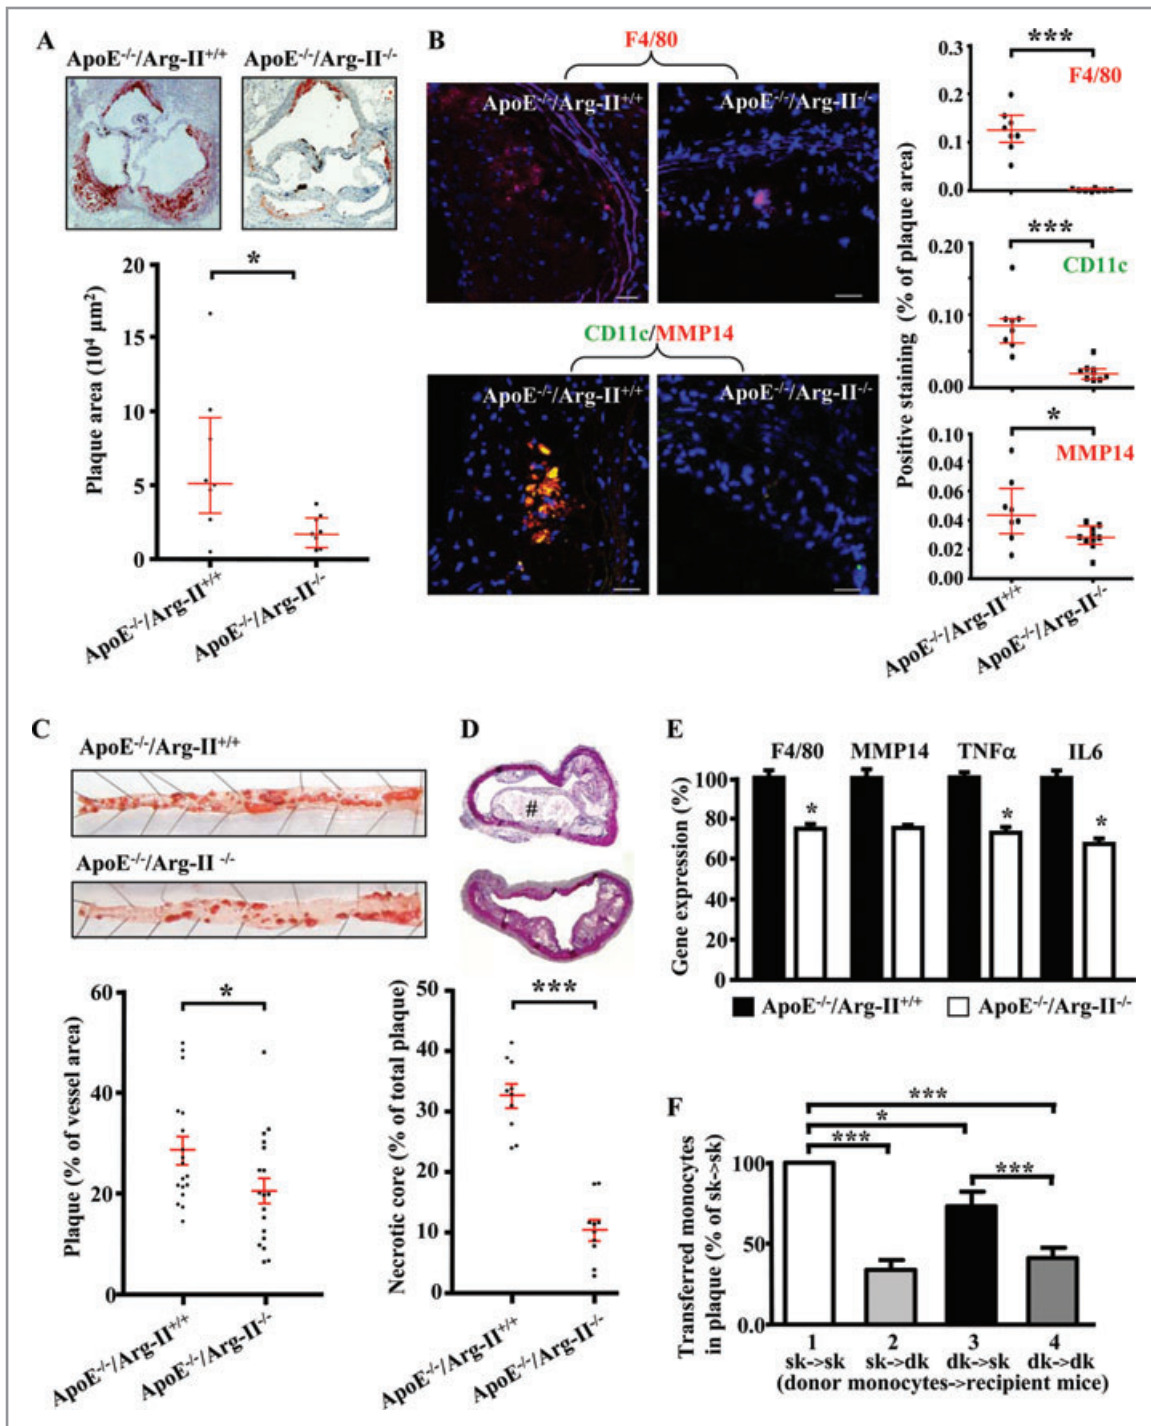 A
ApoE-/-/Arg-II+/+
ApoE-/-/Arg-II-/-
*
20
15
10
5
0
Plaque area (10⁴ µm²)
ApoE-/-/Arg-II+/+
ApoE-/-/Arg-II-/-
B
F4/80
ApoE-/-/Arg-II+/+
ApoE-/-/Arg-II-/-
CD11c/MMP14
ApoE-/-/Arg-II+/+
ApoE-/-/Arg-II-/-
Positive staining (% of plaque area)
***
F4/80
0.3
0.2
0.1
0.0
***
CD11c
0.20
0.10
0.00
*
MMP14
0.10
0.06
0.04
0.02
0.00
ApoE-/-/Arg-II+/+
ApoE-/-/Arg-II-/-
C
ApoE-/-/Arg-II+/+
ApoE-/-/Arg-II -/-
*
60
40
20
0
Plaque (% of vessel area)
ApoE-/-/Arg-II+/+
ApoE-/-/Arg-II-/-
D
#
***
50
40
30
20
10
0
Necrotic core (% of total plaque)
ApoE-/-/Arg-II+/+
ApoE-/-/Arg-II-/-
E
F4/80 MMP14 TNFα IL6
* * *
100
80
60
40
20
0
Gene expression (%)
ApoE-/-/Arg-II+/+ ApoE-/-/Arg-II-/-
F
***
*
***
***
100
50
0.0
Transferred monocytes
in plaque (% of sk->sk)
1 2 3 4
sk->sk sk->dk dk->sk dk->dk
(donor monocytes->recipient mice)